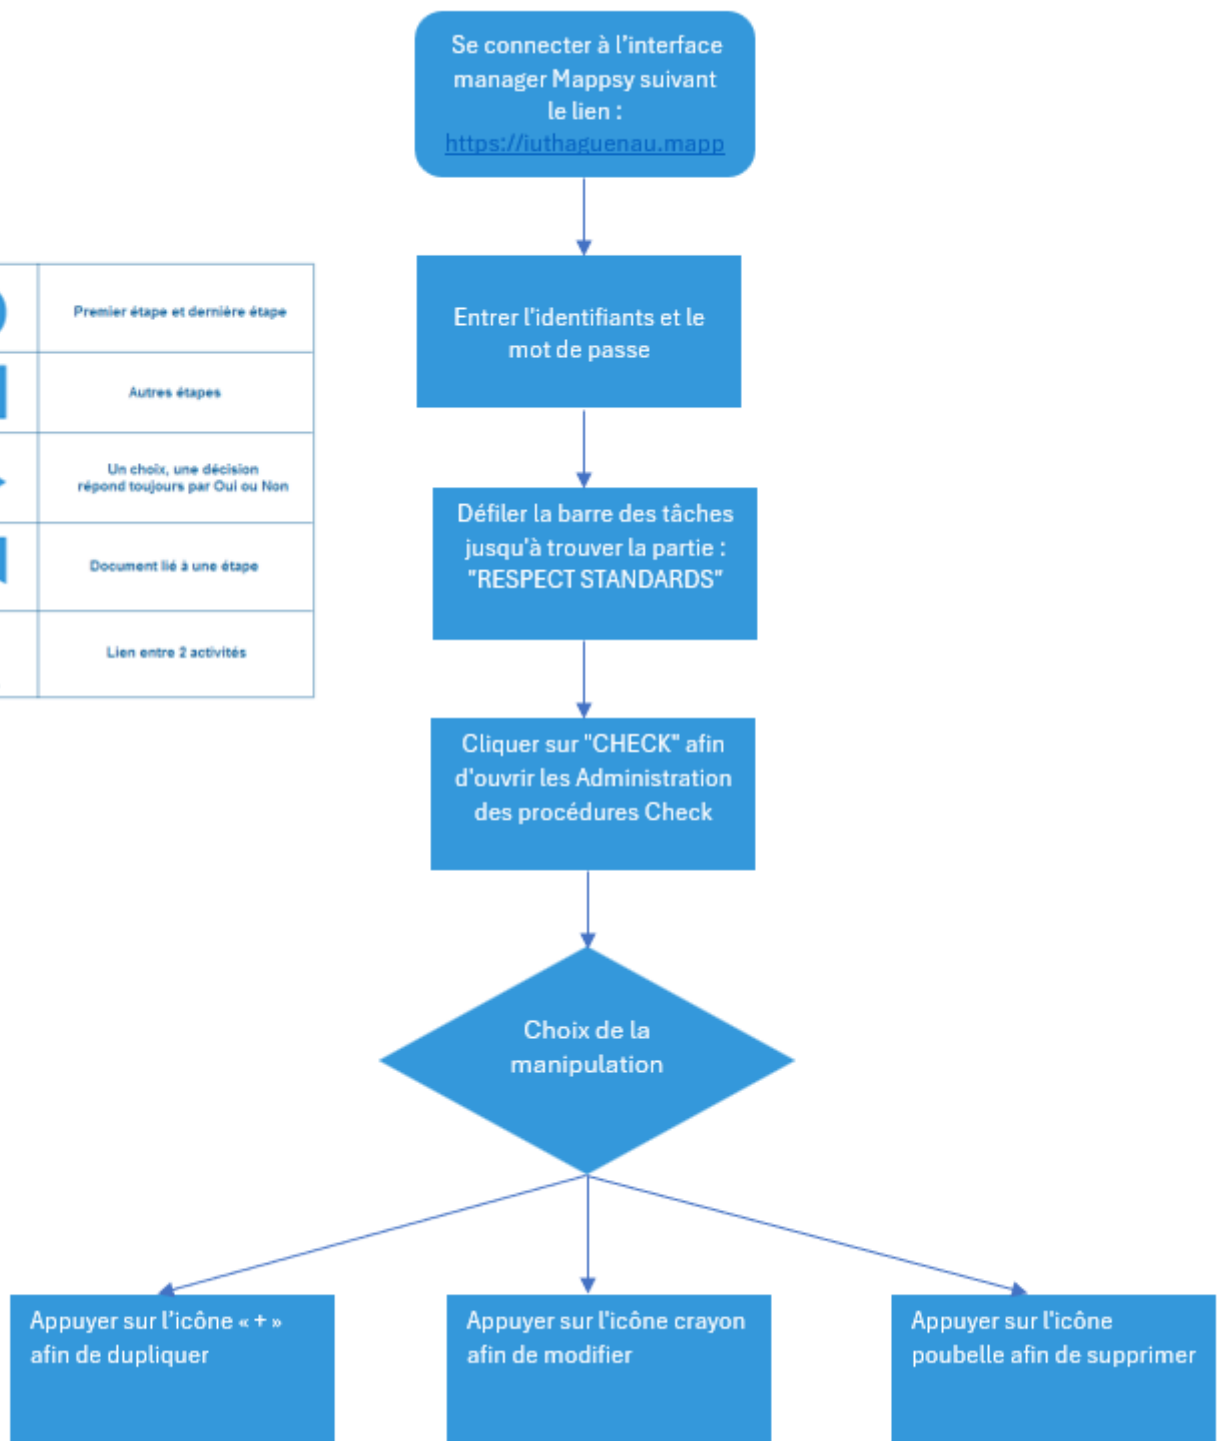 Se connecter à l'interface
manager Mappsy suivant
le lien :
https://iuthaguenau.mapp
Entrer l'identifiants et le
mot de passe
Premier étape et dernière étape
Autres étapes
Un choix, une décision
répond toujours par Oui ou Non
Document lié à une étape
Lien entre 2 activités
Défiler la barre des tâches
jusqu'à trouver la partie :
"RESPECT STANDARDS"
Cliquer sur "CHECK" afin
d'ouvrir les Administration
des procédures Check
Choix de la
manipulation
Appuyer sur l'icône « + »
afin de dupliquer
Appuyer sur l'icône crayon
afin de modifier
Appuyer sur l'icône
poubelle afin de supprimer